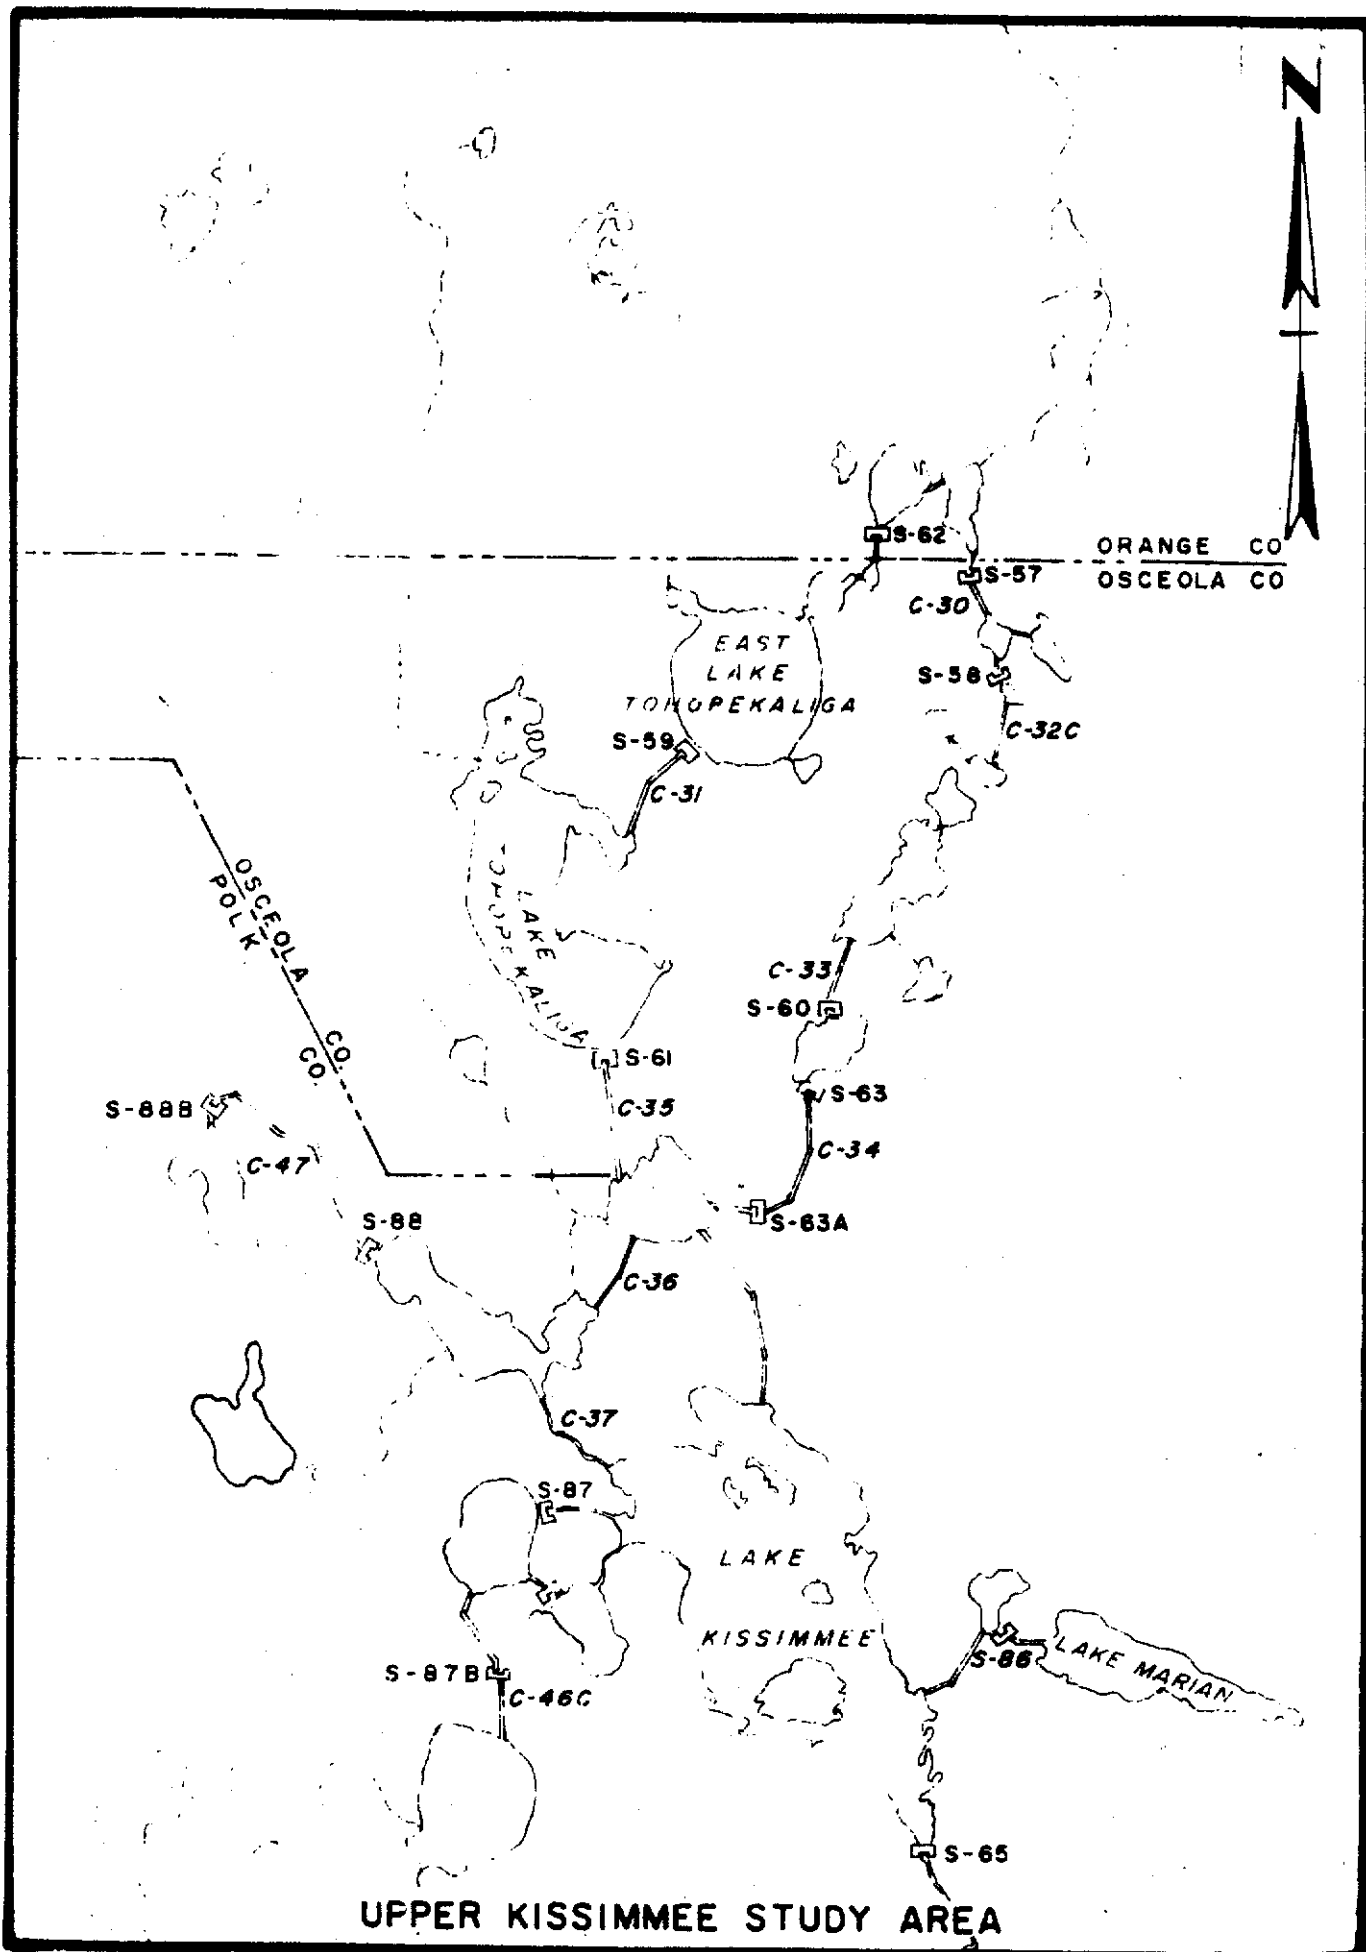 N
S-62
ORANGE CO
S-57
OSCEOLA CO
C-30
EAST
LAKE
TOHOPEKALIGA
S-58
C-32C
S-59
C-31
OSCEOLA CO.
POLK CO.
LAKE
TOHOPEKALIGA
C-33
S-60
S-61
S-63
C-35
S-88B
C-34
C-47
S-63A
S-88
C-36
C-37
S-87
LAKE
KISSIMMEE
S-86
LAKE MARIAN
S-87B
C-46C
S-65
UPPER KISSIMMEE STUDY AREA